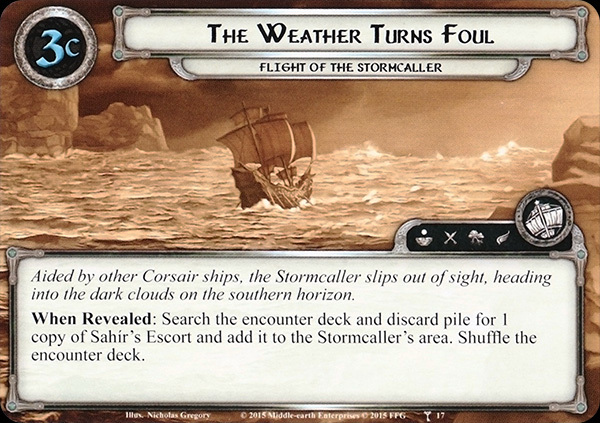 3C
THE WEATHER TURNS FOUL
FLIGHT OF THE STORMCALLER
Aided by other Corsair ships, the Stormcaller slips out of sight, heading
into the dark clouds on the southern horizon.
When Revealed: Search the encounter deck and discard pile for 1
copy of Sahír's Escort and add it to the Stormcaller's area. Shuffle the
encounter deck.
Illus. Nicholas Gregory © 2015 Middle-earth Enterprises © 2015 FFG 17